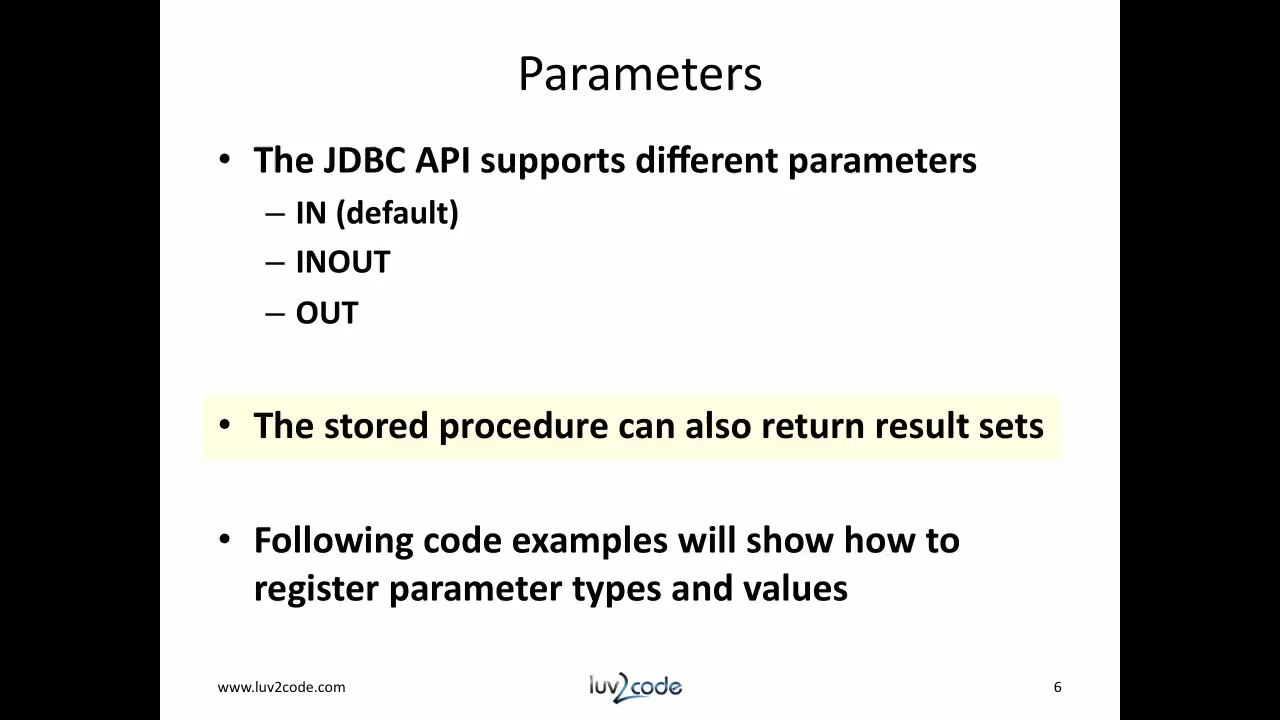 Parameters
• The JDBC API supports different parameters
– IN (default)
– INOUT
– OUT
• The stored procedure can also return result sets
• Following code examples will show how to
register parameter types and values
www.luv2code.com
luv2code
6